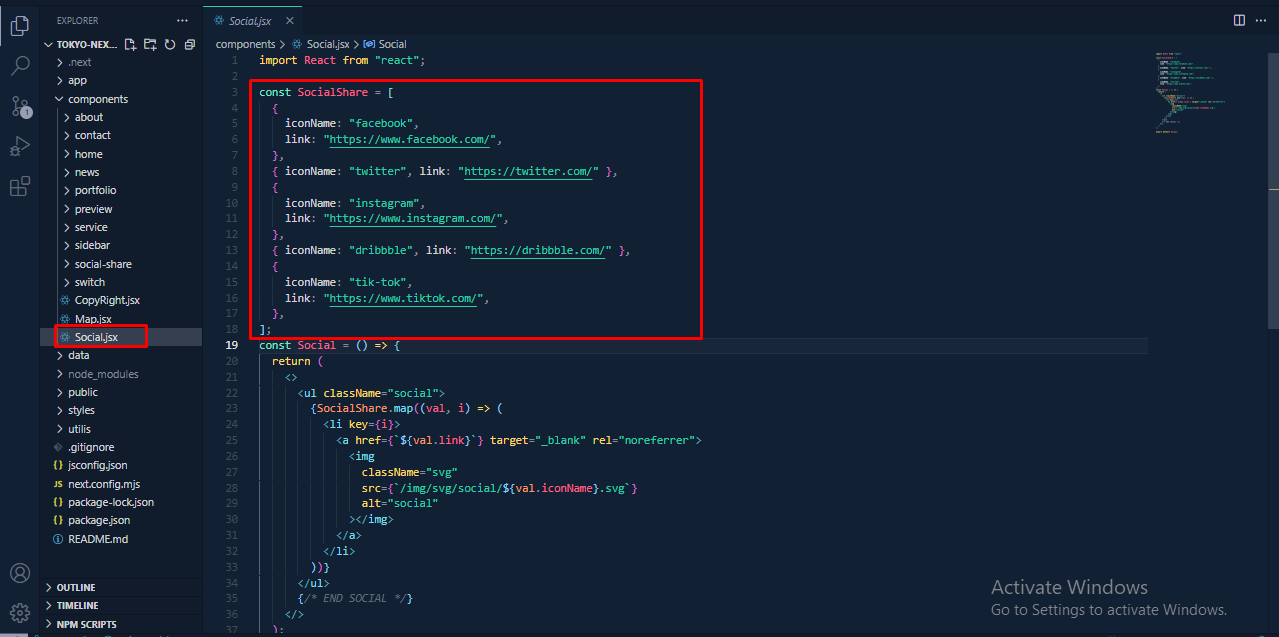 EXPLORER
TOKYO-NEX...
.next
app
components
about
contact
home
news
portfolio
preview
service
sidebar
social-share
switch
CopyRight.jsx
Map.jsx
Social.jsx
data
node_modules
public
styles
utilis
.gitignore
{} jsconfig.json
JS next.config.mjs
{} package-lock.json
{} package.json
README.md
OUTLINE
TIMELINE
NPM SCRIPTS
1
Social.jsx
components > Social.jsx > Social
1 import React from "react";
2
3 const SocialShare = [
4 {
5 iconName: "facebook",
6 link: "https://www.facebook.com/",
7 },
8 { iconName: "twitter", link: "https://twitter.com/" },
9 {
10 iconName: "instagram",
11 link: "https://www.instagram.com/",
12 },
13 { iconName: "dribbble", link: "https://dribbble.com/" },
14 {
15 iconName: "tik-tok",
16 link: "https://www.tiktok.com/",
17 },
18 ];
19 const Social = () => {
20 return (
21 <>
22 <ul className="social">
23 {SocialShare.map((val, i) => (
24 <li key={i}>
25 <a href={`${val.link}`} target="_blank" rel="noreferrer">
26 <img
27 className="svg"
28 src={`/img/svg/social/${val.iconName}.svg`}
29 alt="social"
30 ></img>
31 </a>
32 </li>
33 ))}
34 </ul>
35 {/* END SOCIAL */}
36 </>
37 );
Activate Windows
Go to Settings to activate Windows.